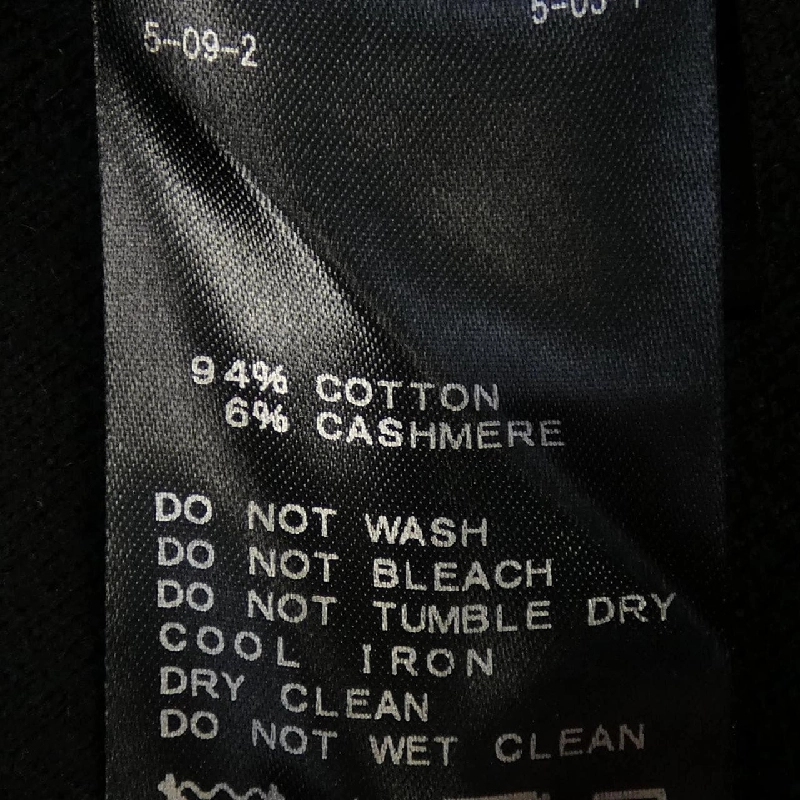 5-09-2
94% COTTON
6% CASHMERE
DO NOT WASH
DO NOT BLEACH
DO NOT TUMBLE DRY
COOL IRON
DRY CLEAN
DO NOT WET CLEAN